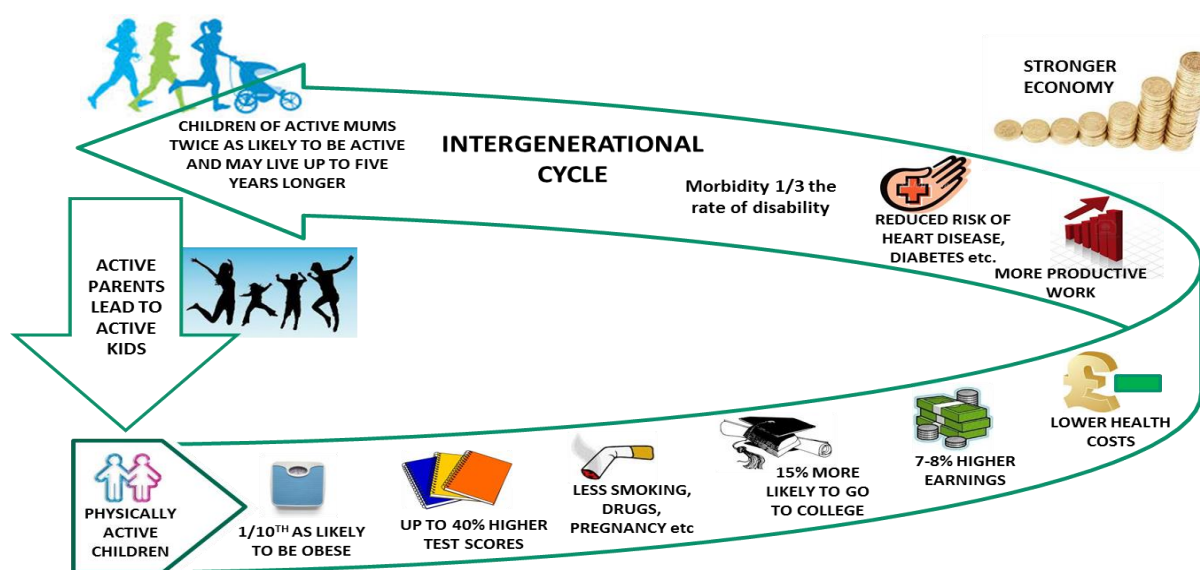 STRONGER
ECONOMY
CHILDREN OF ACTIVE MUMS
TWICE AS LIKELY TO BE ACTIVE
AND MAY LIVE UP TO FIVE
YEARS LONGER
INTERGENERATIONAL
CYCLE
Morbidity 1/3 the
rate of disability
REDUCED RISK OF
HEART DISEASE,
DIABETES etc.
MORE PRODUCTIVE
WORK
ACTIVE
PARENTS
LEAD TO
ACTIVE
KIDS
PHYSICALLY
ACTIVE
CHILDREN
1/10TH AS LIKELY
TO BE OBESE
UP TO 40% HIGHER
TEST SCORES
LESS SMOKING,
DRUGS,
PREGNANCY etc
15% MORE
LIKELY TO GO
TO COLLEGE
7-8% HIGHER
EARNINGS
£
LOWER HEALTH
COSTS